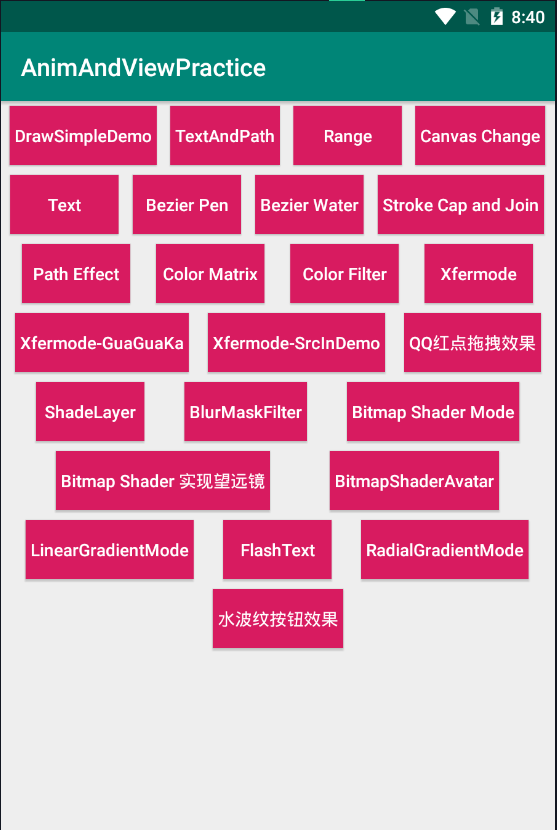 8:40
AnimAndViewPractice
DrawSimpleDemo TextAndPath Range Canvas Change
Text Bezier Pen Bezier Water Stroke Cap and Join
Path Effect Color Matrix Color Filter Xfermode
Xfermode-GuaGuaKa Xfermode-SrcInDemo QQ红点拖拽效果
ShadeLayer BlurMaskFilter Bitmap Shader Mode
Bitmap Shader 实现望远镜 BitmapShaderAvatar
LinearGradientMode FlashText RadialGradientMode
水波纹按钮效果